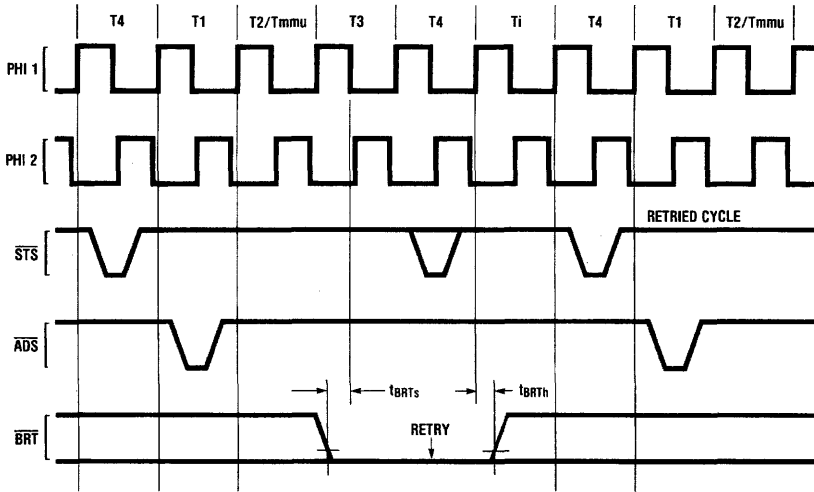 T4 T1 T2/Tmmu T3 T4 Ti T4 T1 T2/Tmmu
PHI 1
PHI 2
RETRIED CYCLE
STS
ADS
tBRTs tBRTh
RETRY
BRT